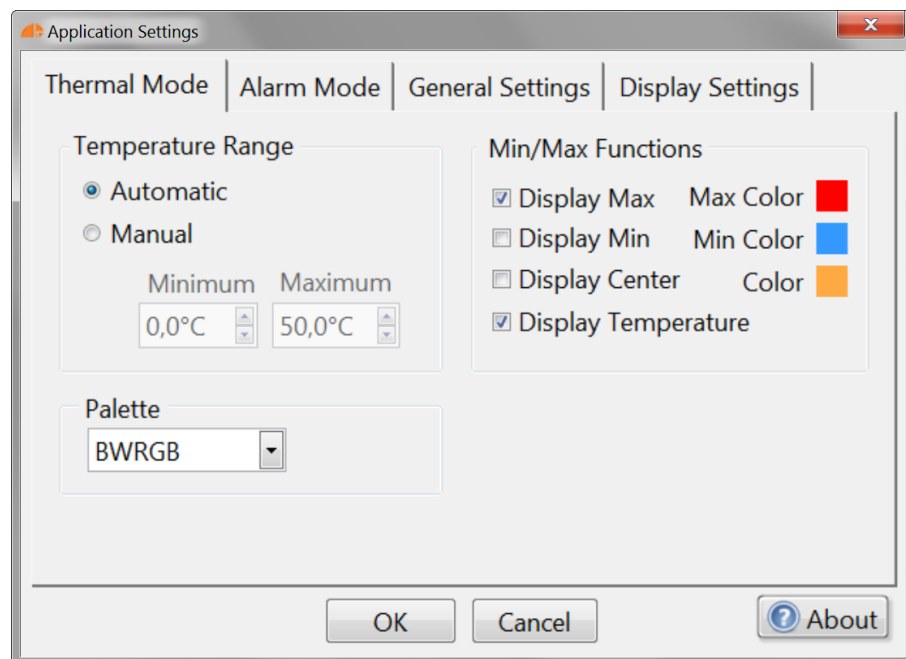 Application Settings
Thermal Mode Alarm Mode General Settings Display Settings
Temperature Range
Automatic
Manual
Minimum Maximum
0,0°C 50,0°C
Palette
BWRGB
Min/Max Functions
Display Max Max Color
Display Min Min Color
Display Center Color
Display Temperature
OK Cancel About